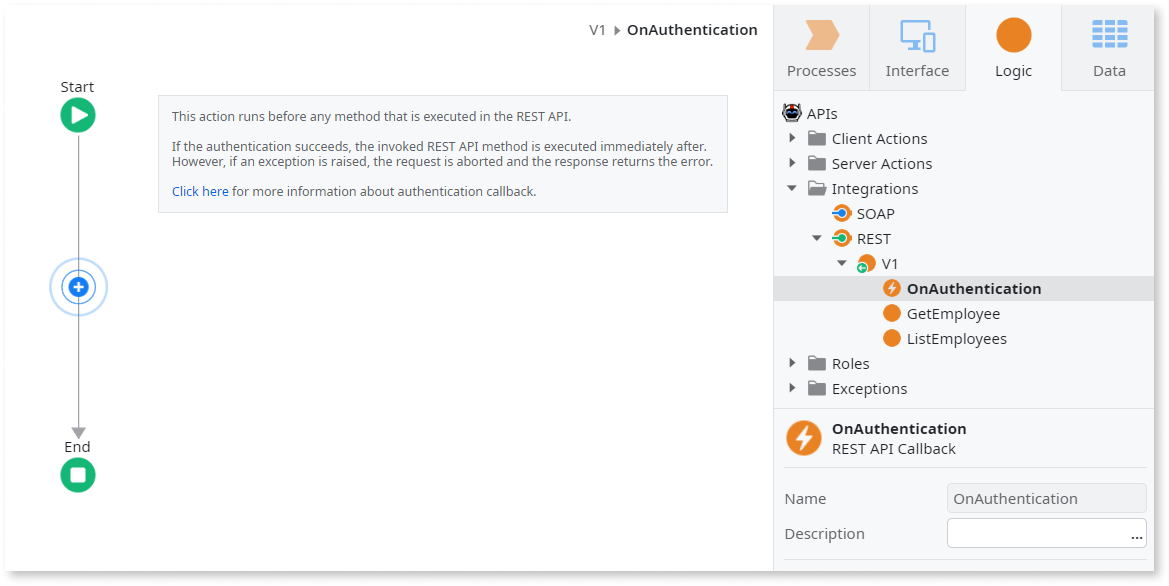 V1 OnAuthentication
Start
This action runs before any method that is executed in the REST API.
If the authentication succeeds, the invoked REST API method is executed immediately after.
However, if an exception is raised, the request is aborted and the response returns the error.
Click here for more information about authentication callback.
End
Processes
Interface
Logic
Data
APIs
Client Actions
Server Actions
Integrations
SOAP
REST
V1
OnAuthentication
GetEmployee
ListEmployees
Roles
Exceptions
OnAuthentication
REST API Callback
Name
OnAuthentication
Description
...